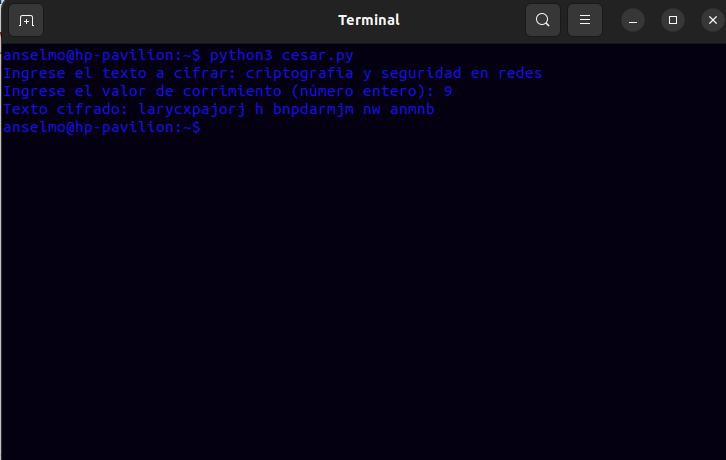 Terminal
anselmo@hp-pavilion:~$ python3 cesar.py
Ingrese el texto a cifrar: criptografia y seguridad en redes
Ingrese el valor de corrimiento (número entero): 9
Texto cifrado: larycxpajorj h bnpdarmjm nw anmnb
anselmo@hp-pavilion:~$